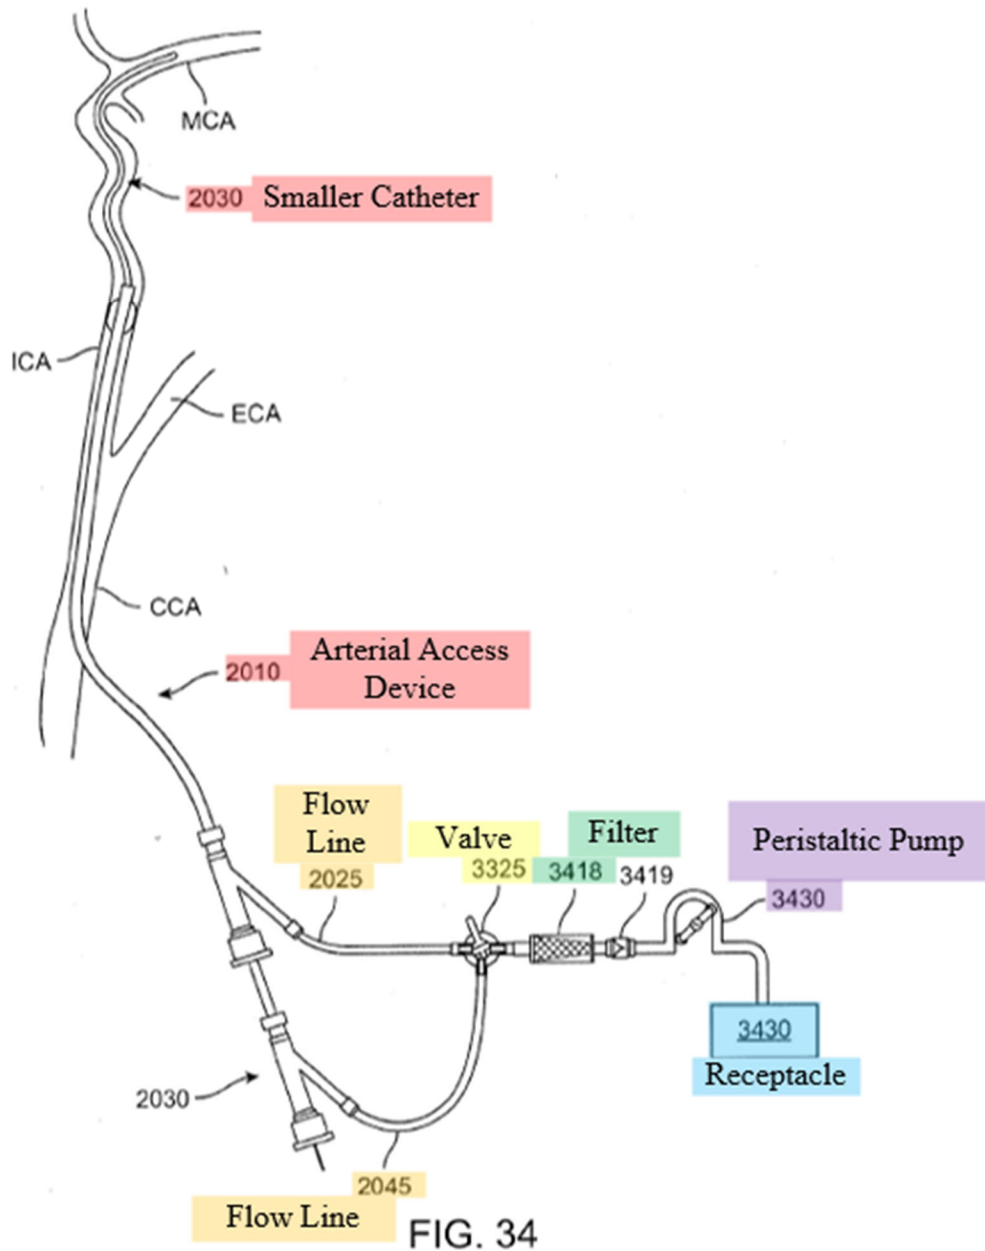 MCA
2030 Smaller Catheter
ICA
ECA
CCA
2010 Arterial Access
Device
Flow
Line
2025
Valve
3325
Filter
3418
3419
Peristaltic Pump
3430
3430
Receptacle
2030
2045
Flow Line
FIG. 34